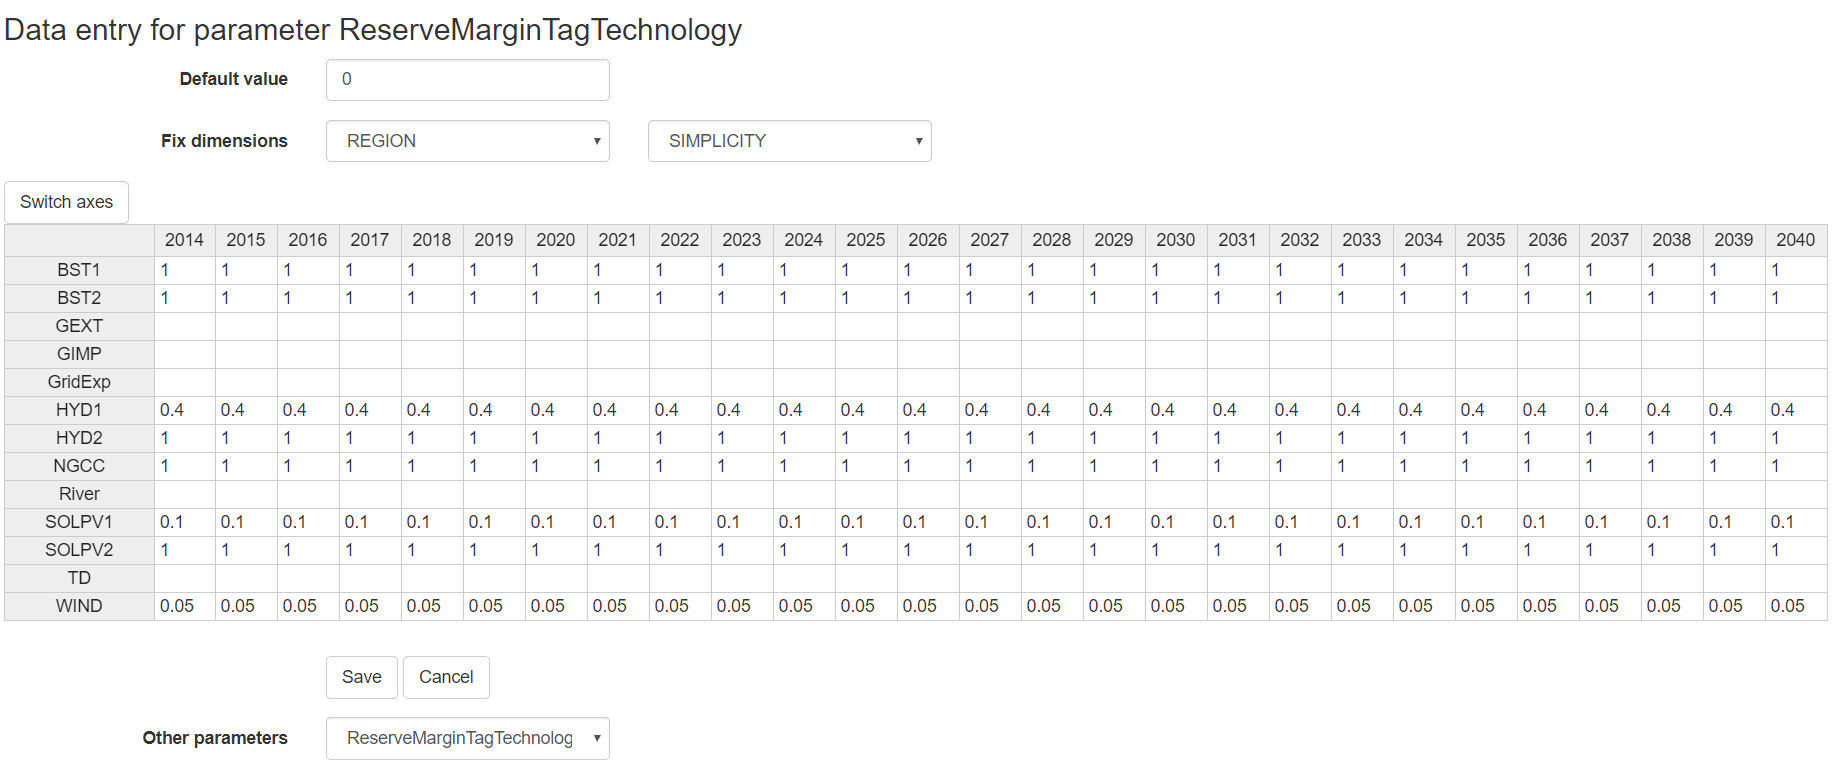 Data entry for parameter ReserveMarginTagTechnology
Default value 0
Fix dimensions REGION SIMPLICITY
Switch axes
2014 2015 2016 2017 2018 2019 2020 2021 2022 2023 2024 2025 2026 2027 2028 2029 2030 2031 2032 2033 2034 2035 2036 2037 2038 2039 2040
BST1 1 1 1 1 1 1 1 1 1 1 1 1 1 1 1 1 1 1 1 1 1 1 1 1 1 1 1
BST2 1 1 1 1 1 1 1 1 1 1 1 1 1 1 1 1 1 1 1 1 1 1 1 1 1 1 1
GEXT
GIMP
GridExp
HYD1 0.4 0.4 0.4 0.4 0.4 0.4 0.4 0.4 0.4 0.4 0.4 0.4 0.4 0.4 0.4 0.4 0.4 0.4 0.4 0.4 0.4 0.4 0.4 0.4 0.4 0.4 0.4
HYD2 1 1 1 1 1 1 1 1 1 1 1 1 1 1 1 1 1 1 1 1 1 1 1 1 1 1 1
NGCC 1 1 1 1 1 1 1 1 1 1 1 1 1 1 1 1 1 1 1 1 1 1 1 1 1 1 1
River
SOLPV1 0.1 0.1 0.1 0.1 0.1 0.1 0.1 0.1 0.1 0.1 0.1 0.1 0.1 0.1 0.1 0.1 0.1 0.1 0.1 0.1 0.1 0.1 0.1 0.1 0.1 0.1 0.1
SOLPV2 1 1 1 1 1 1 1 1 1 1 1 1 1 1 1 1 1 1 1 1 1 1 1 1 1 1 1
TD
WIND 0.05 0.05 0.05 0.05 0.05 0.05 0.05 0.05 0.05 0.05 0.05 0.05 0.05 0.05 0.05 0.05 0.05 0.05 0.05 0.05 0.05 0.05 0.05 0.05 0.05 0.05 0.05
Save Cancel
Other parameters ReserveMarginTagTechnolog